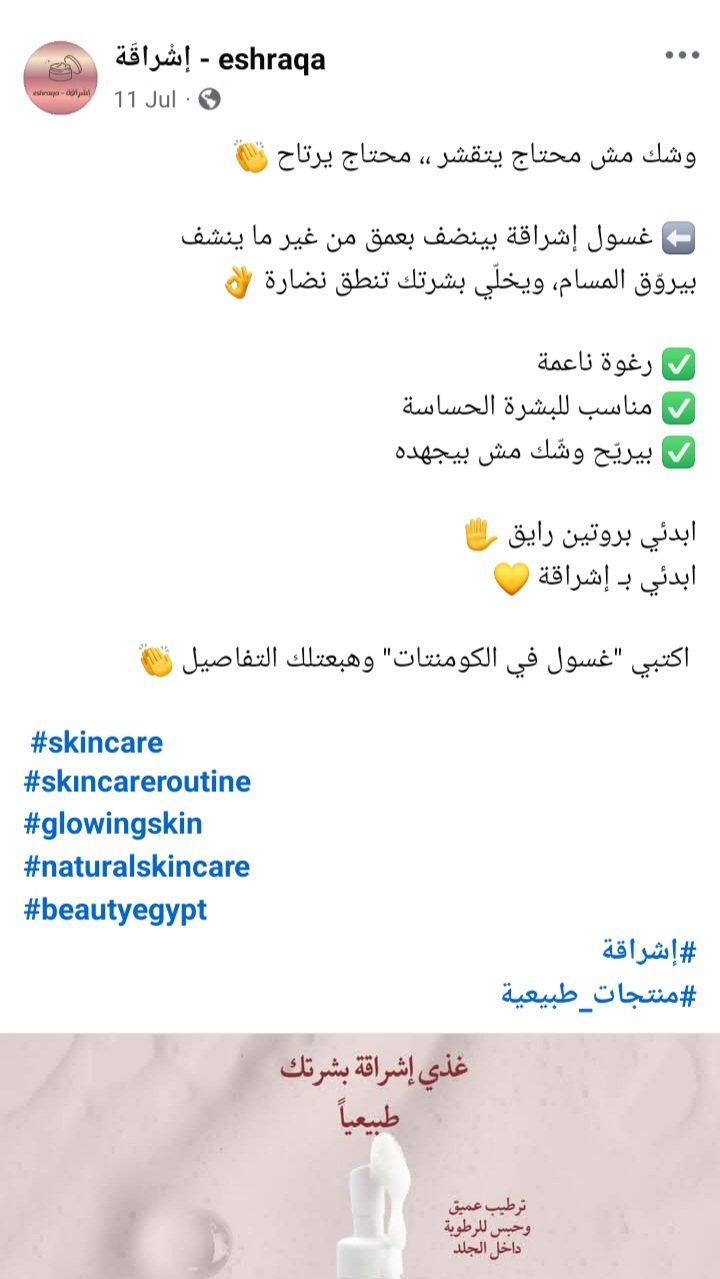 إشْراقَة - eshraqa
11 Jul ·
وشك مش محتاج يتقشر ،، محتاج يرتاح 👏
⬅️ غسول إشراقة بينضف بعمق من غير ما ينشف
بيروّق المسام، ويخلّي بشرتك تنطق نضارة 👌
✅ رغوة ناعمة
✅ مناسب للبشرة الحساسة
✅ بيريّح وشّك مش بيجهده
ابدئي بروتين رايق 🤚
ابدئي بـ إشراقة 💛
اكتبي "غسول في الكومنتات" وهبعتلك التفاصيل 👏
#skincare
#skıncareroutine
#glowingskin
#naturalskincare
#beautyegypt
#إشراقة
#منتجات_طبيعية
غذي إشراقة بشرتك
طبيعياً
ترطيب عميق
وحبس للرطوبة
داخل الجلد